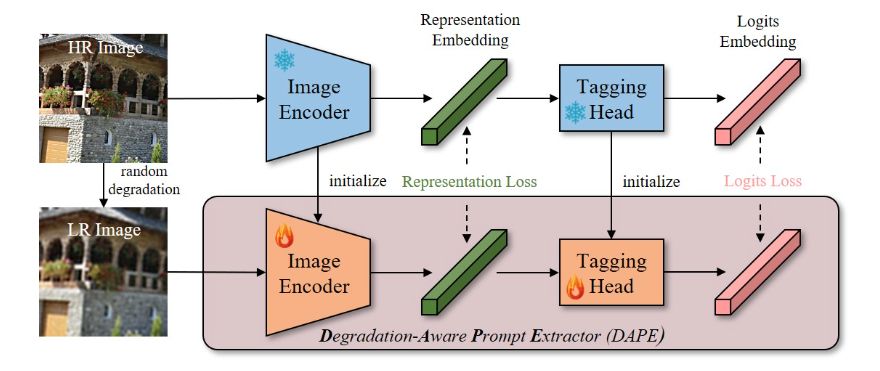 Representation
Embedding
Logits
Embedding
HR Image
Image
Encoder
Tagging
Head
random
degradation
initialize
Representation Loss
initialize
Logits Loss
LR Image
Image
Encoder
Tagging
Head
Degradation-Aware Prompt Extractor (DAPE)